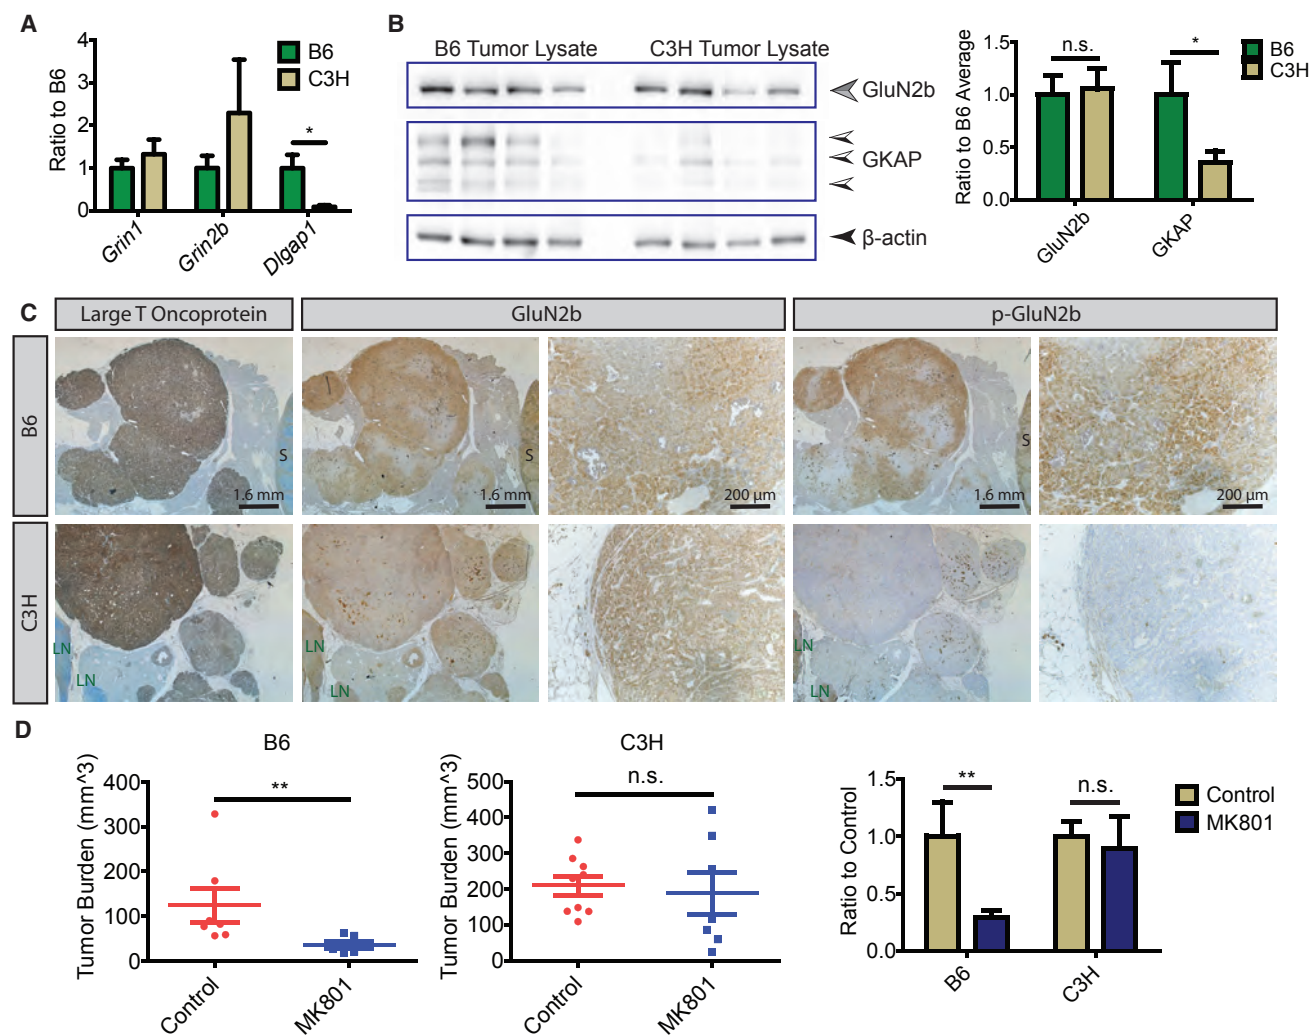 A
Ratio to B6
4
3
2
1
0
B6
C3H
*
Grin1
Grin2b
Dlgap1
B
B6 Tumor Lysate
C3H Tumor Lysate
GluN2b
GKAP
β-actin
Ratio to B6 Average
1.5
1.0
0.5
0.0
n.s.
*
B6
C3H
GluN2b
GKAP
C
Large T Oncoprotein
GluN2b
p-GluN2b
B6
S
1.6 mm
1.6 mm
200 μm
S
1.6 mm
200 μm
C3H
LN
LN
LN
LN
LN
D
B6
Tumor Burden (mm^3)
400
300
200
100
0
**
Control
MK801
C3H
Tumor Burden (mm^3)
500
400
300
200
100
0
n.s.
Control
MK801
Ratio to Control
1.5
1.0
0.5
0.0
**
n.s.
Control
MK801
B6
C3H